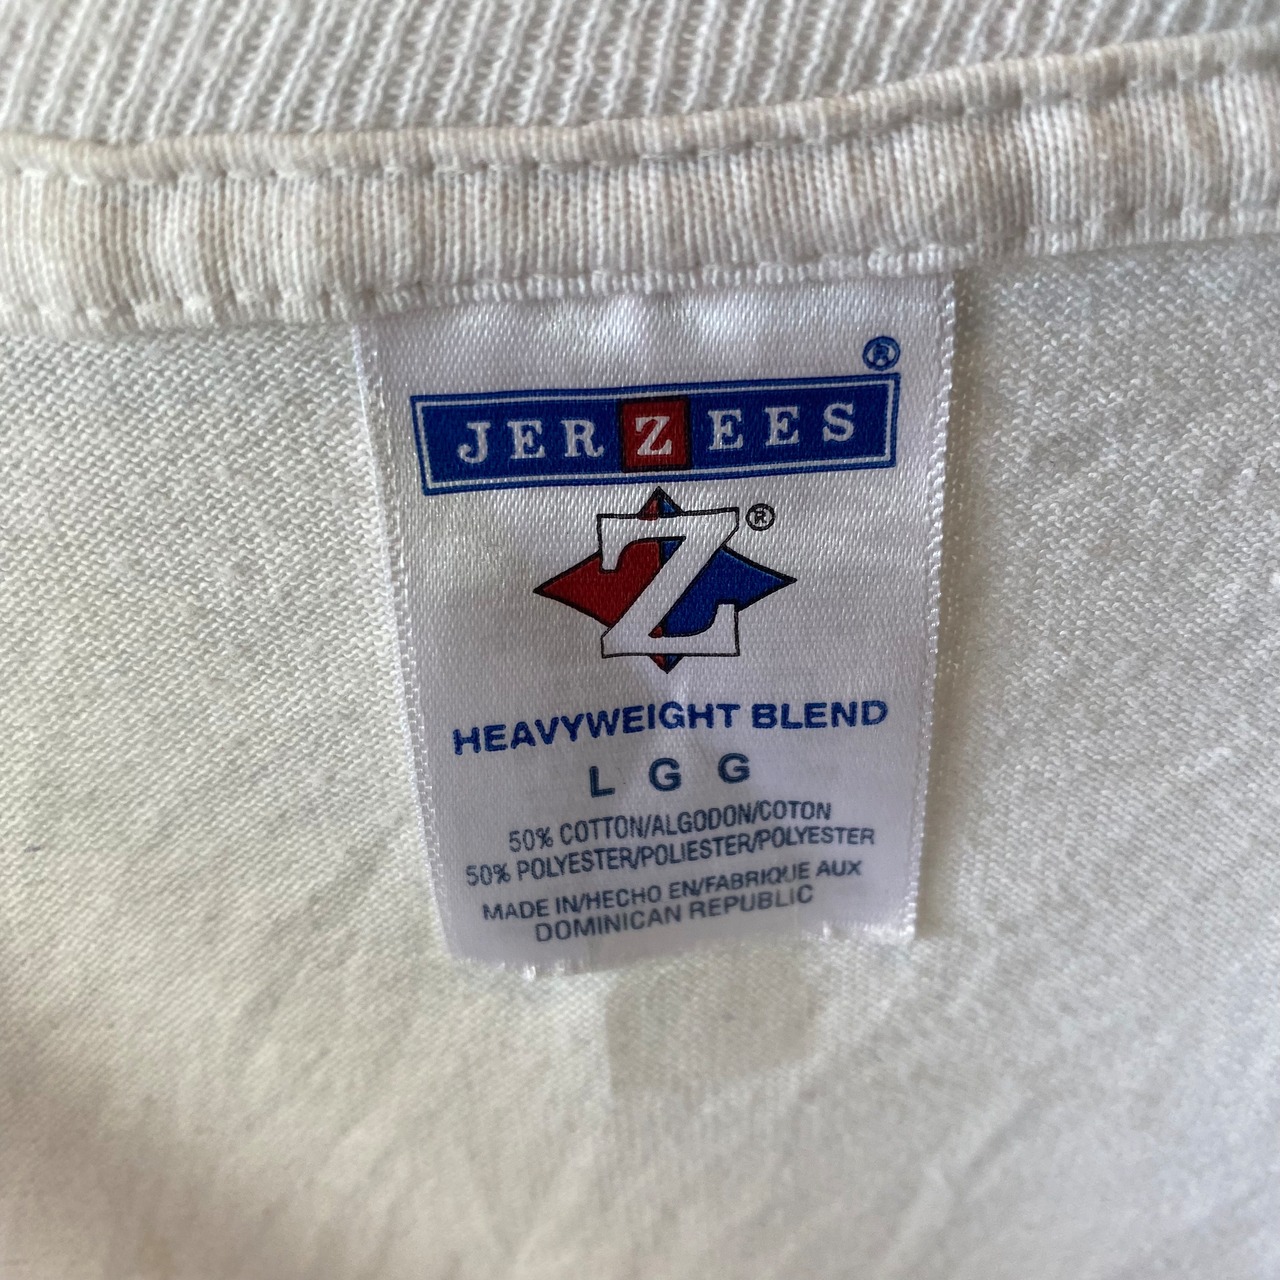 ®
JERZEES
Z®
HEAVYWEIGHT BLEND
L G G
50% COTTON/ALGODON/COTON
50% POLYESTER/POLIESTER/POLYESTER
MADE IN/HECHO EN/FABRIQUE AUX
DOMINICAN REPUBLIC